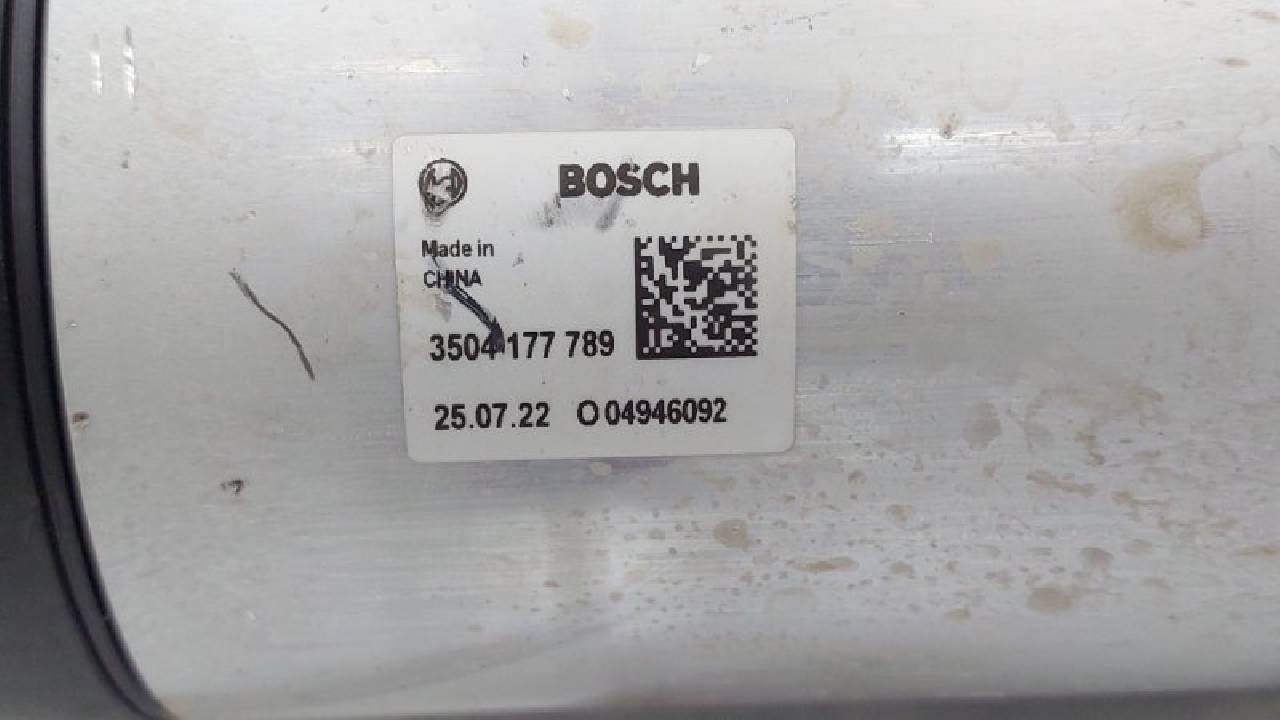 BOSCH
Made in
CHINA
3504 177 789
25.07.22 O 04946092